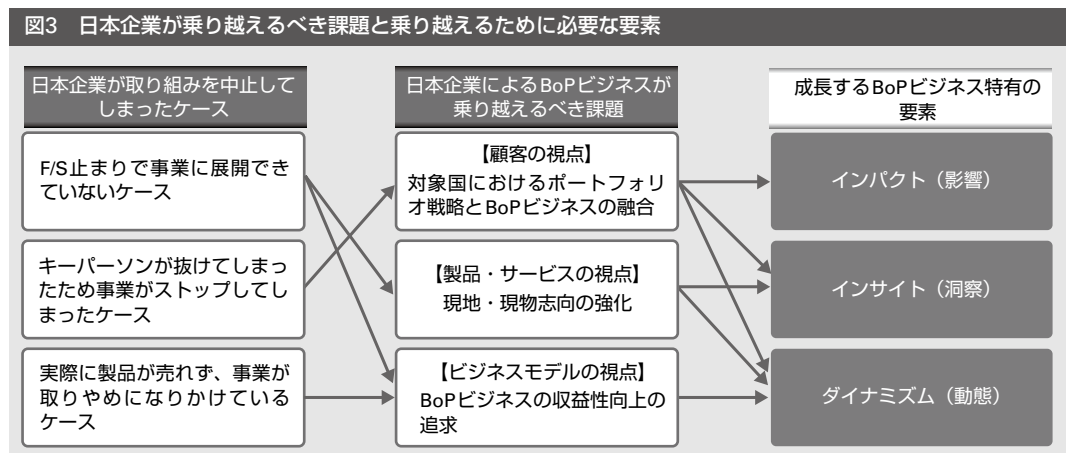 図3　日本企業が乗り越えるべき課題と乗り越えるために必要な要素
日本企業が取り組みを中止して
しまったケース
F/S止まりで事業に展開でき
ていないケース
キーパーソンが抜けてしまっ
たため事業がストップしてし
まったケース
実際に製品が売れず、事業が
取りやめになりかけている
ケース
日本企業によるBoPビジネスが
乗り越えるべき課題
【顧客の視点】
対象国におけるポートフォリ
オ戦略とBoPビジネスの融合
【製品・サービスの視点】
現地・現物志向の強化
【ビジネスモデルの視点】
BoPビジネスの収益性向上の
追求
成長するBoPビジネス特有の
要素
インパクト（影響）
インサイト（洞察）
ダイナミズム（動態）